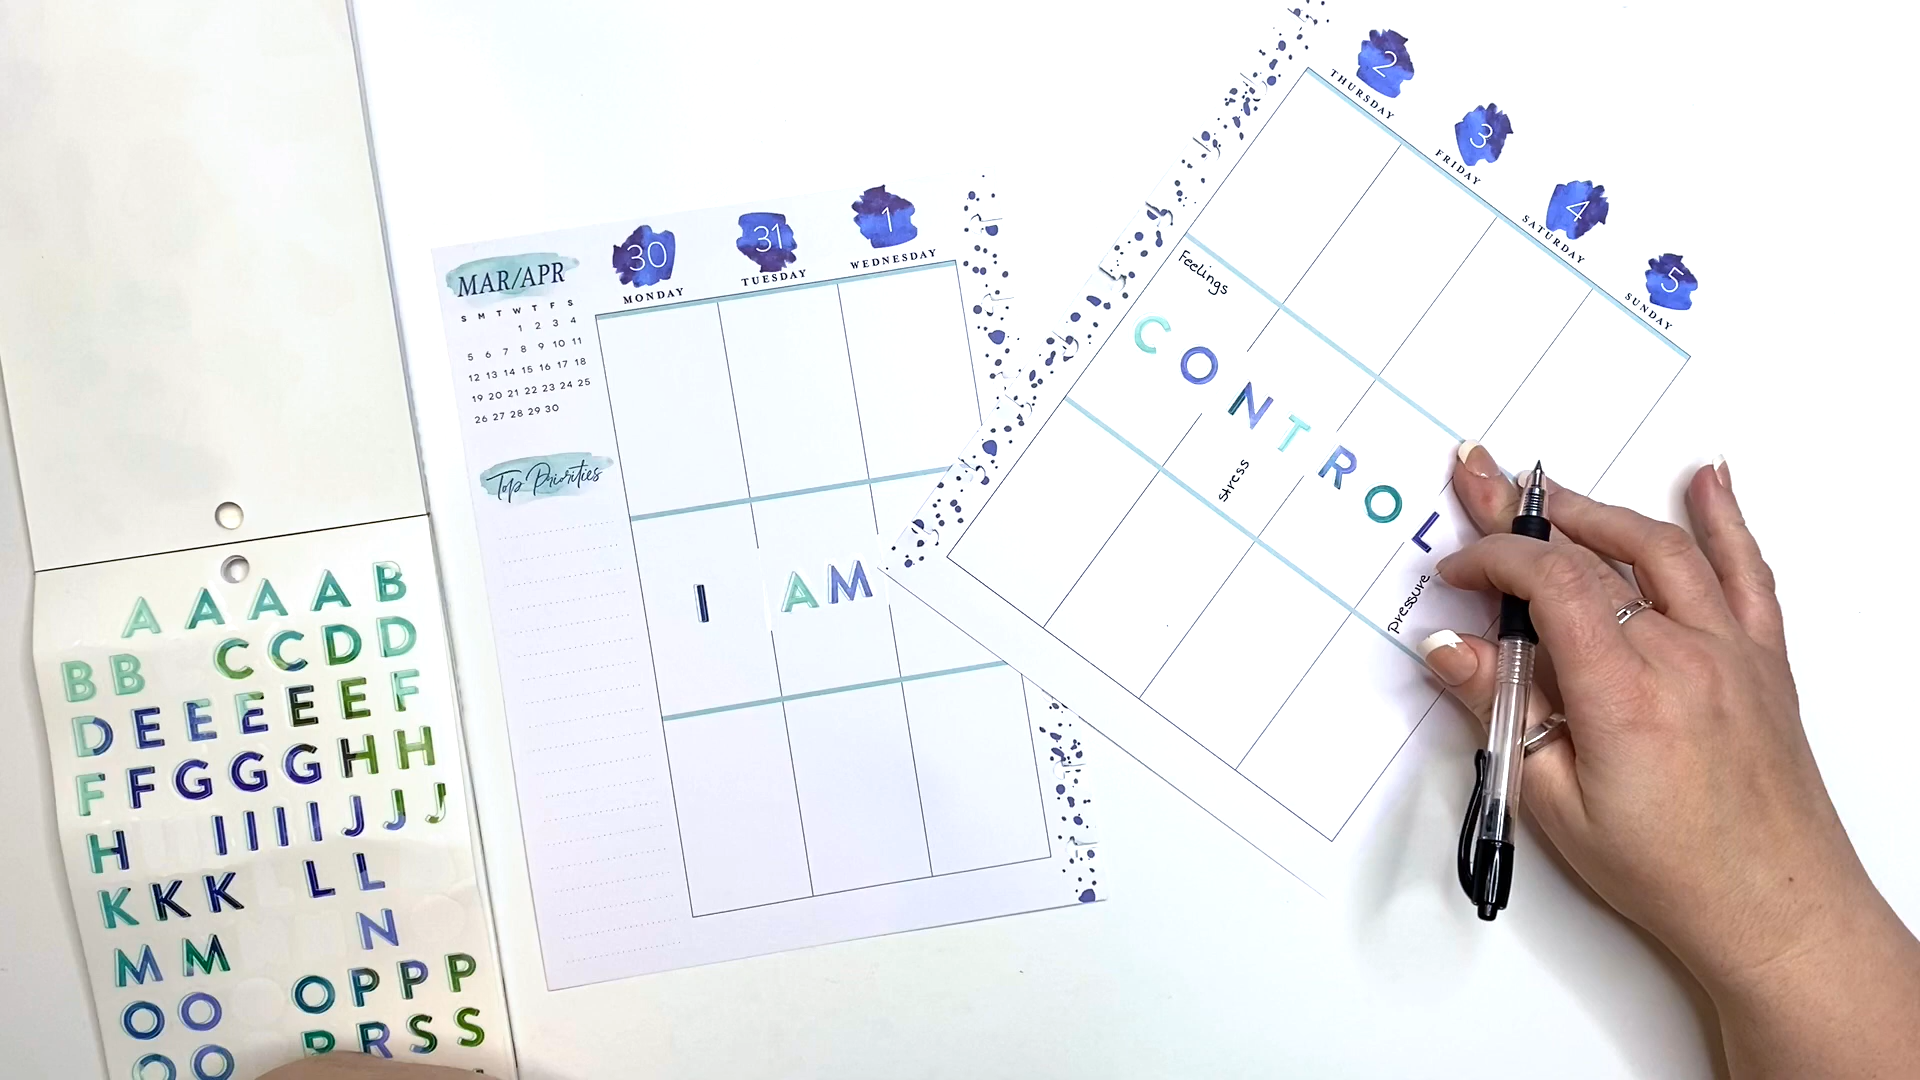 MAR/APR
S M T W T F S
1 2 3 4
5 6 7 8 9 10 11
12 13 14 15 16 17 18
19 20 21 22 23 24 25
26 27 28 29 30
Top Priorities
30 31 1
MONDAY TUESDAY WEDNESDAY
I AM
2 3 4 5
THURSDAY FRIDAY SATURDAY SUNDAY
Feelings
CONTROL
stress
pressure
A A A A B
B B C C D D
D E E E E E E F
F F G G G H H
H I I I I J J J
K K K L L
N
M M
O P P P
O O
R R S S
O O